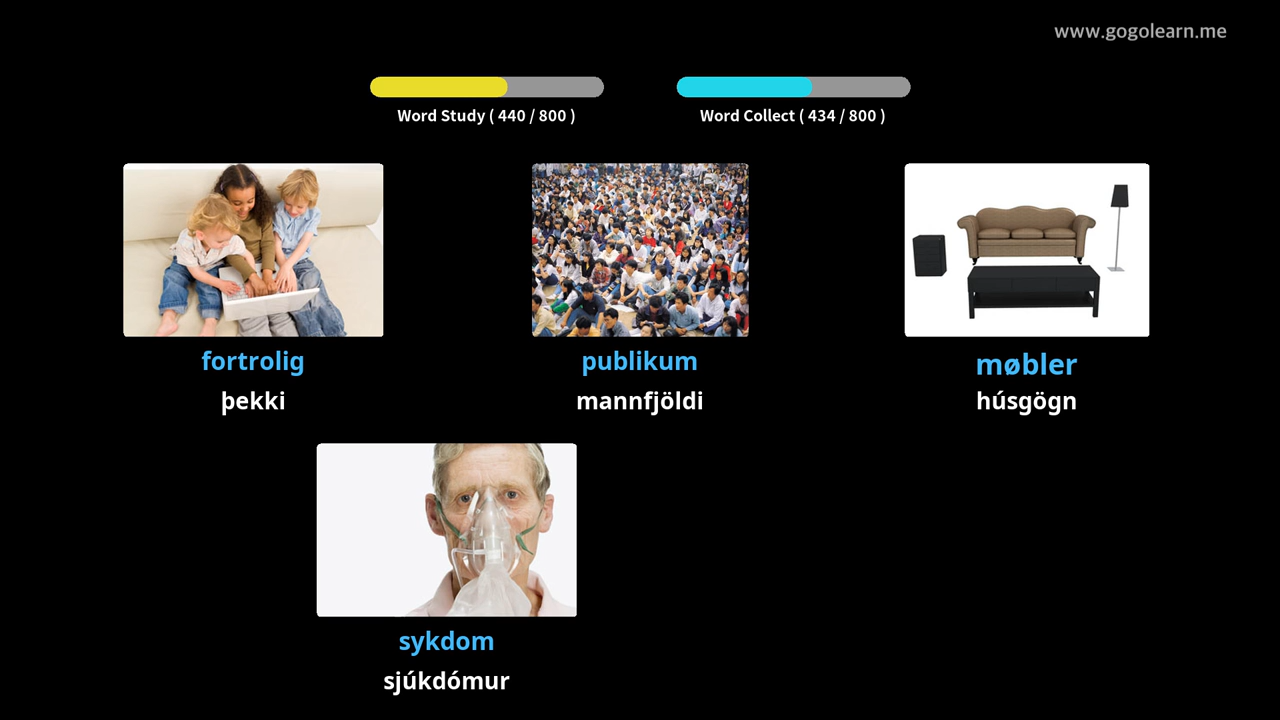 www.gogolearn.me
Word Study ( 440 / 800 )
Word Collect ( 434 / 800 )
fortrolig
þekki
publikum
mannfjöldi
møbler
húsgögn
sykdom
sjúkdómur